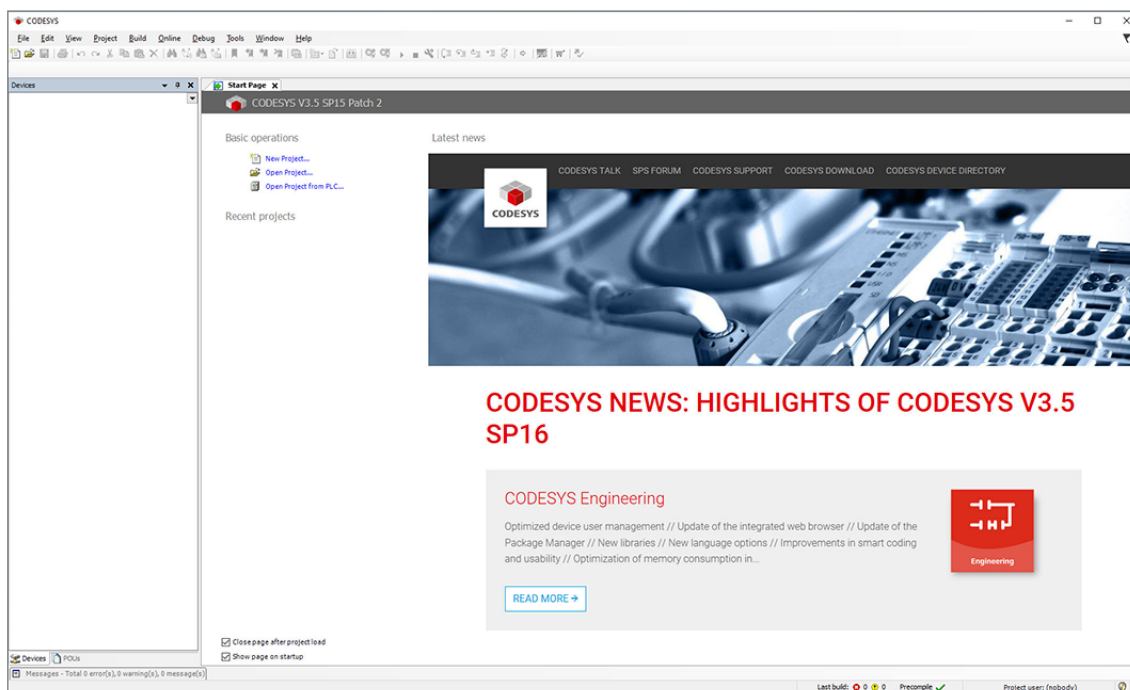 CODESYS
File Edit View Project Build Online Debug Tools Window Help
Devices
Start Page
CODESYS V3.5 SP15 Patch 2
Basic operations
New Project...
Open Project...
Open Project from PLC...
Recent projects
Latest news
CODESYS
CODESYS TALK SPS FORUM CODESYS SUPPORT CODESYS DOWNLOAD CODESYS DEVICE DIRECTORY
CODESYS NEWS: HIGHLIGHTS OF CODESYS V3.5
SP16
CODESYS Engineering
Optimized device user management // Update of the integrated web browser // Update of the
Package Manager // New libraries // New language options // Improvements in smart coding
and usability // Optimization of memory consumption in...
Engineering
READ MORE
Close page after project load
Show page on startup
Devices POUs
Messages - Total 0 error(s), 0 warning(s), 0 message(s)
Last build: 0 0 Precompile Project user: (nobody)